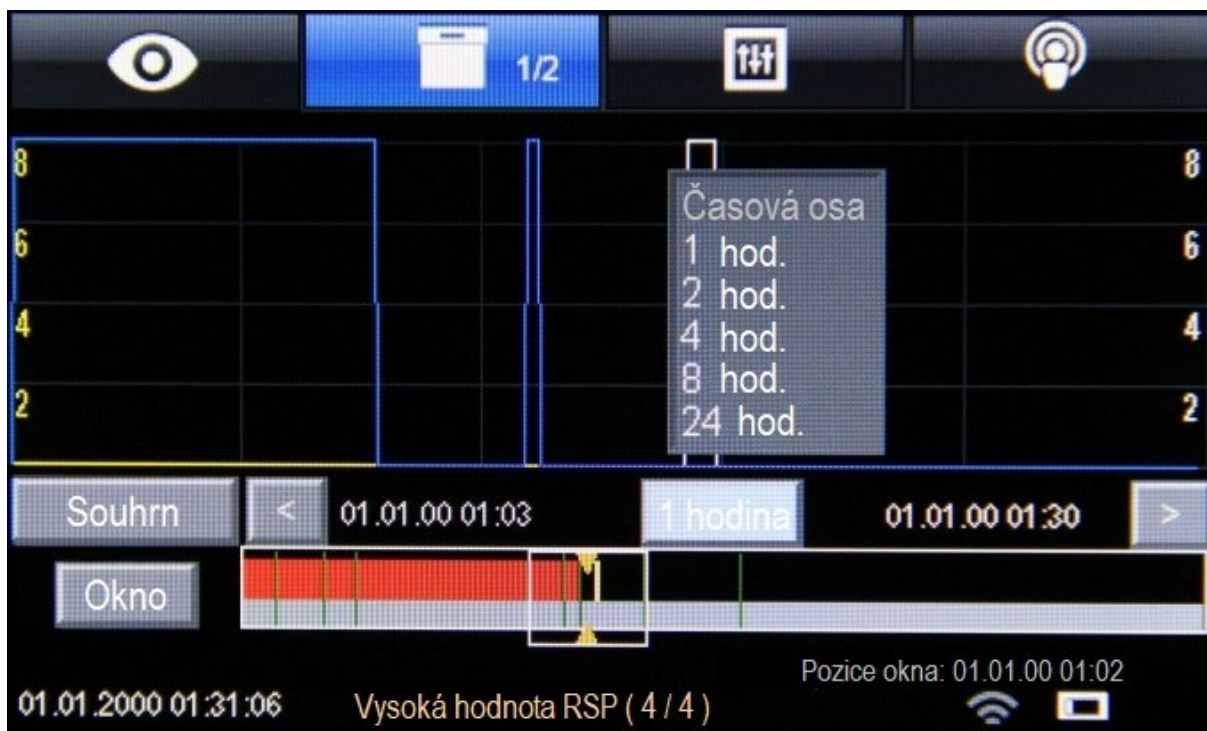 1/2
8 8
6 6
4 4
2 2
Časová osa
1 hod.
2 hod.
4 hod.
8 hod.
24 hod.
Souhrn < 01.01.00 01:03 1 hodina 01.01.00 01:30 >
Okno
Pozice okna: 01.01.00 01:02
01.01.2000 01:31:06 Vysoká hodnota RSP ( 4 / 4 )